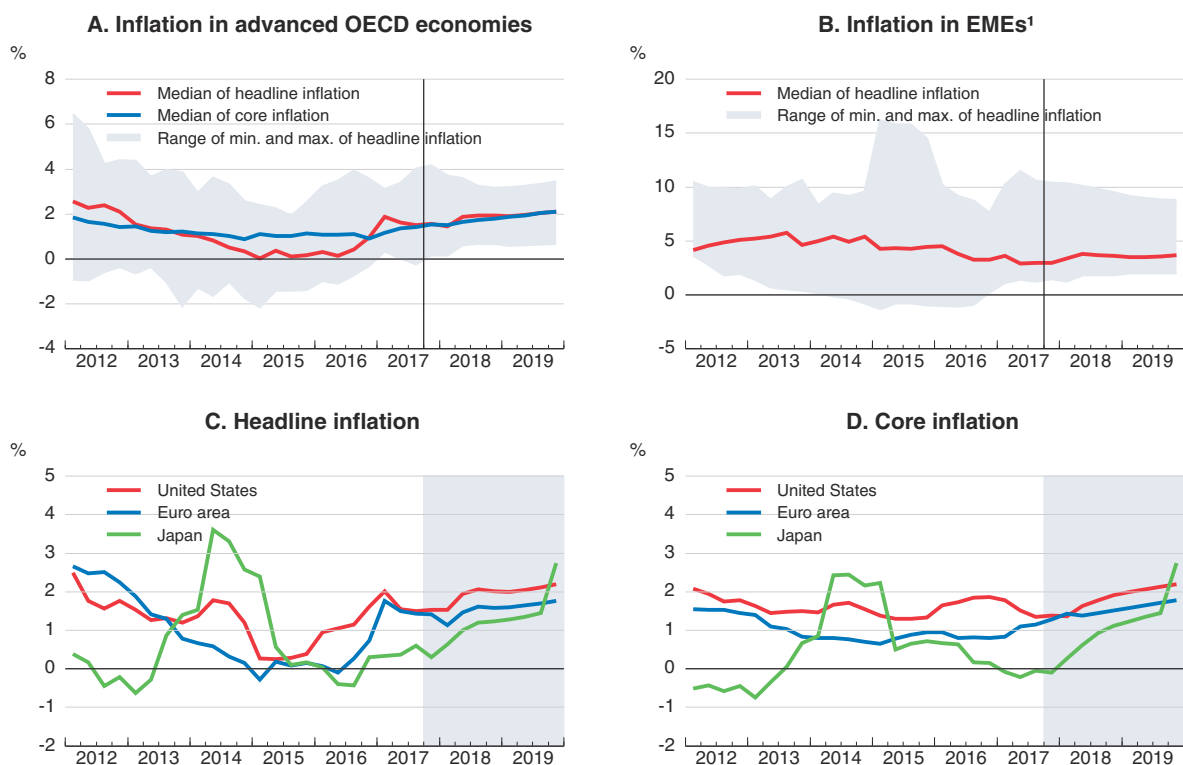 A. Inflation in advanced OECD economies
%
8
6
4
2
0
-2
-4
Median of headline inflation
Median of core inflation
Range of min. and max. of headline inflation
2012 2013 2014 2015 2016 2017 2018 2019
B. Inflation in EMEs¹
20
15
10
5
0
-5
Median of headline inflation
Range of min. and max. of headline inflation
2012 2013 2014 2015 2016 2017 2018 2019
C. Headline inflation
%
5
4
3
2
1
0
-1
-2
United States
Euro area
Japan
2012 2013 2014 2015 2016 2017 2018 2019
D. Core inflation
%
5
4
3
2
1
0
-1
-2
United States
Euro area
Japan
2012 2013 2014 2015 2016 2017 2018 2019